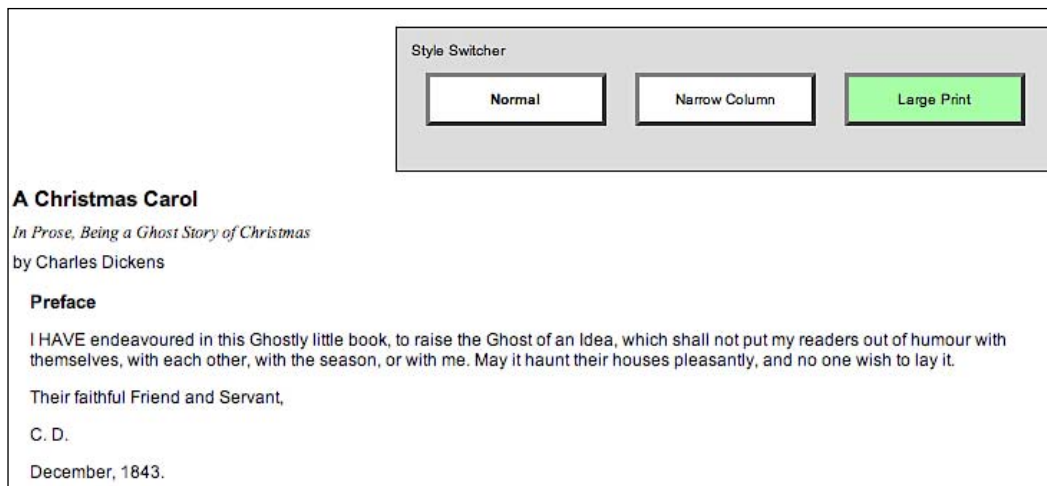 Style Switcher
Normal
Narrow Column
Large Print
A Christmas Carol
In Prose, Being a Ghost Story of Christmas
by Charles Dickens
Preface
I HAVE endeavoured in this Ghostly little book, to raise the Ghost of an Idea, which shall not put my readers out of humour with
themselves, with each other, with the season, or with me. May it haunt their houses pleasantly, and no one wish to lay it.
Their faithful Friend and Servant,
C. D.
December, 1843.